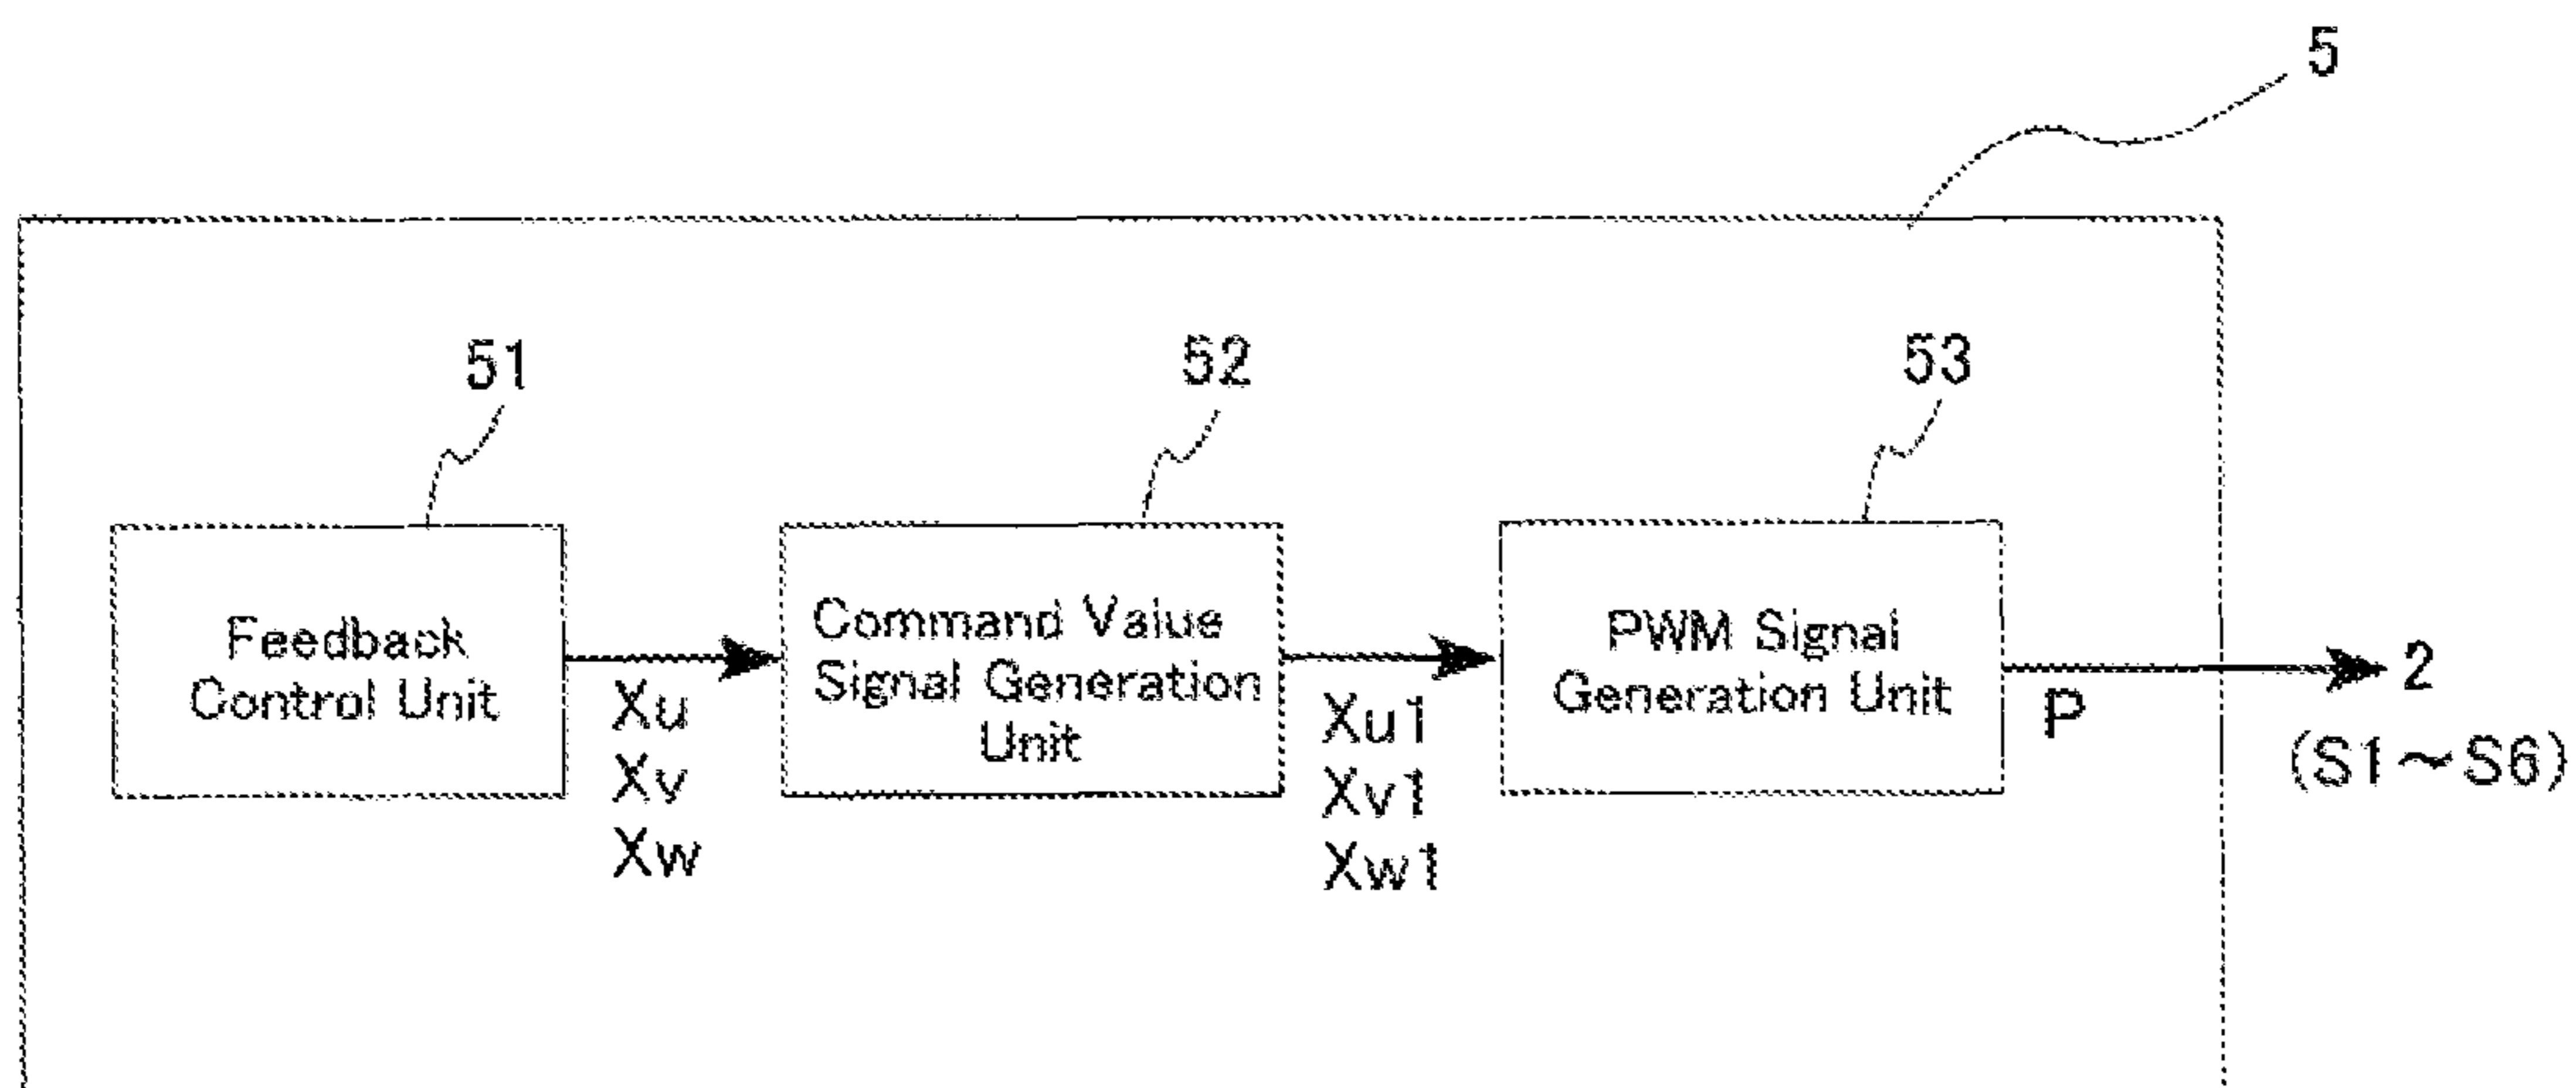 5
51
52
53
Feedback
Control Unit
Command Value
Signal Generation
Unit
PWM Signal
Generation Unit
Xu
Xv
Xw
Xu1
Xv1
Xw1
P
2
(S1～S6)